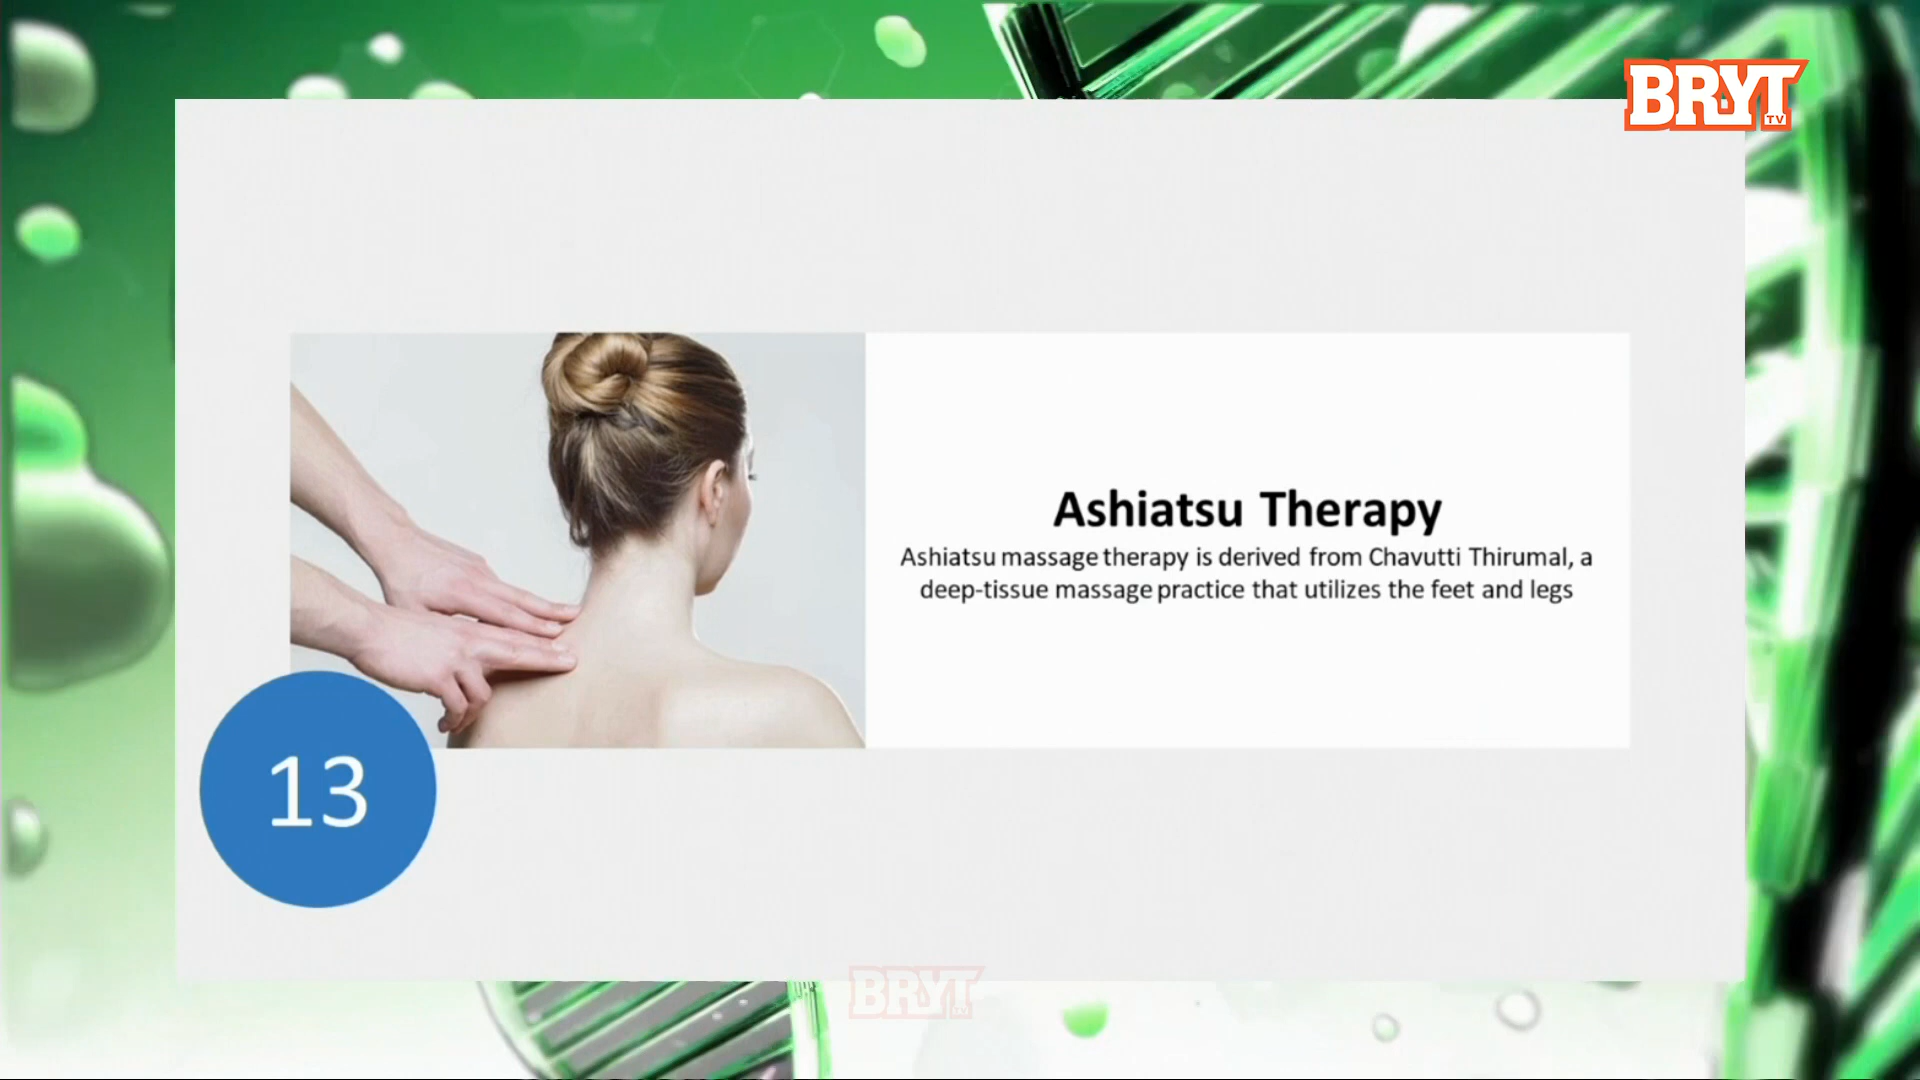 BRYT
TV
Ashiatsu Therapy
Ashiatsu massage therapy is derived from Chavutti Thirumal, a
deep-tissue massage practice that utilizes the feet and legs
13
BRYT
TV